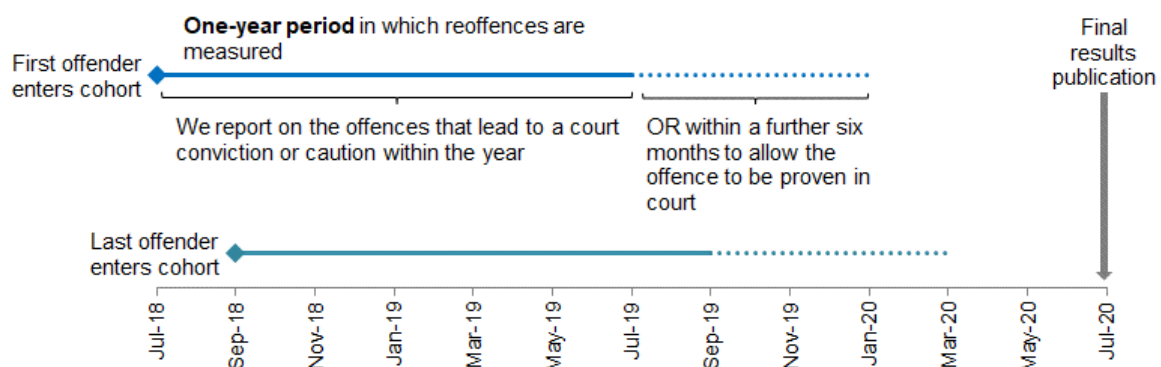 One-year period in which reoffences are
measured
Final
results
publication
First offender
enters cohort
We report on the offences that lead to a court
conviction or caution within the year
OR within a further six
months to allow the
offence to be proven in
court
Last offender
enters cohort
Jul-18
Sep-18
Nov-18
Jan-19
Mar-19
May-19
Jul-19
Sep-19
Nov-19
Jan-20
Mar-20
May-20
Jul-20